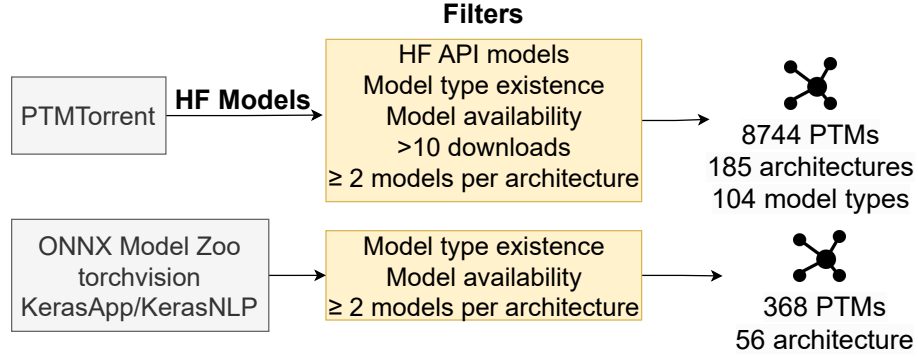 Filters
PTMTorrent
HF Models
HF API models
Model type existence
Model availability
>10 downloads
≥ 2 models per architecture
8744 PTMs
185 architectures
104 model types
ONNX Model Zoo
torchvision
KerasApp/KerasNLP
Model type existence
Model availability
≥ 2 models per architecture
368 PTMs
56 architecture